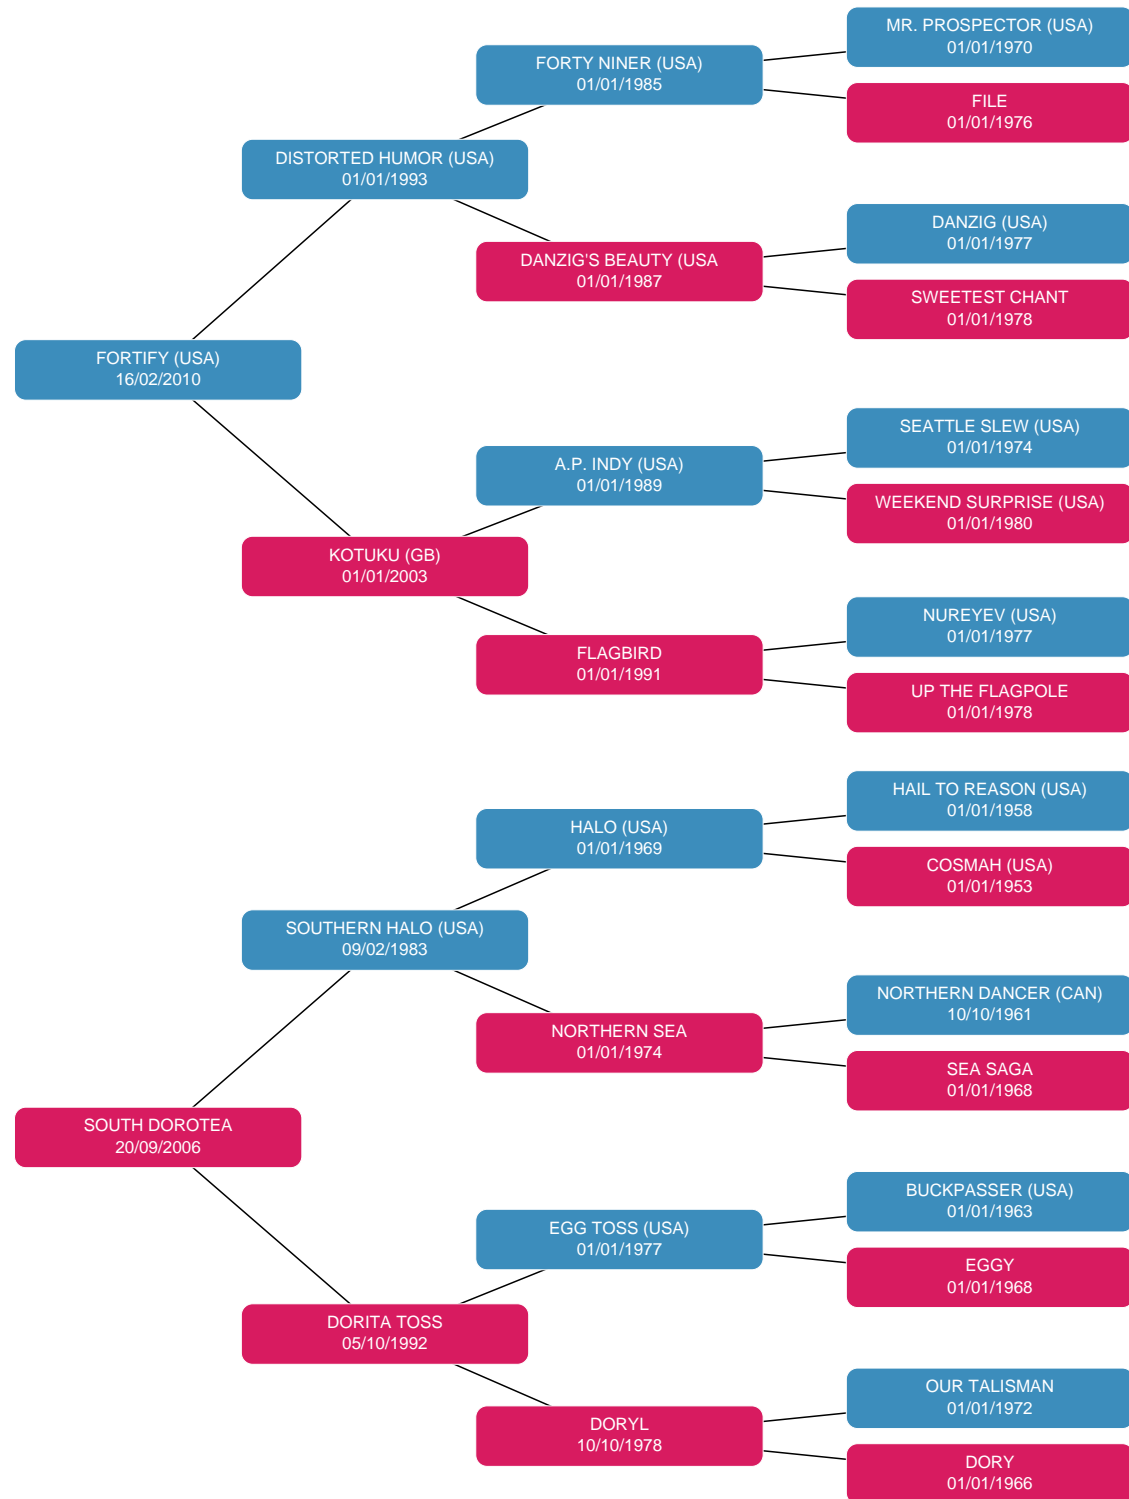 MR. PROSPECTOR (USA)
01/01/1970
FORTY NINER (USA)
01/01/1985
FILE
01/01/1976
DISTORTED HUMOR (USA)
01/01/1993
DANZIG (USA)
01/01/1977
DANZIG'S BEAUTY (USA
01/01/1987
SWEETEST CHANT
01/01/1978
FORTIFY (USA)
16/02/2010
SEATTLE SLEW (USA)
01/01/1974
A.P. INDY (USA)
01/01/1989
WEEKEND SURPRISE (USA)
01/01/1980
KOTUKU (GB)
01/01/2003
NUREYEV (USA)
01/01/1977
FLAGBIRD
01/01/1991
UP THE FLAGPOLE
01/01/1978
HAIL TO REASON (USA)
01/01/1958
HALO (USA)
01/01/1969
COSMAH (USA)
01/01/1953
SOUTHERN HALO (USA)
09/02/1983
NORTHERN DANCER (CAN)
10/10/1961
NORTHERN SEA
01/01/1974
SEA SAGA
01/01/1968
SOUTH DOROTEA
20/09/2006
BUCKPASSER (USA)
01/01/1963
EGG TOSS (USA)
01/01/1977
EGGY
01/01/1968
DORITA TOSS
05/10/1992
OUR TALISMAN
01/01/1972
DORYL
10/10/1978
DORY
01/01/1966